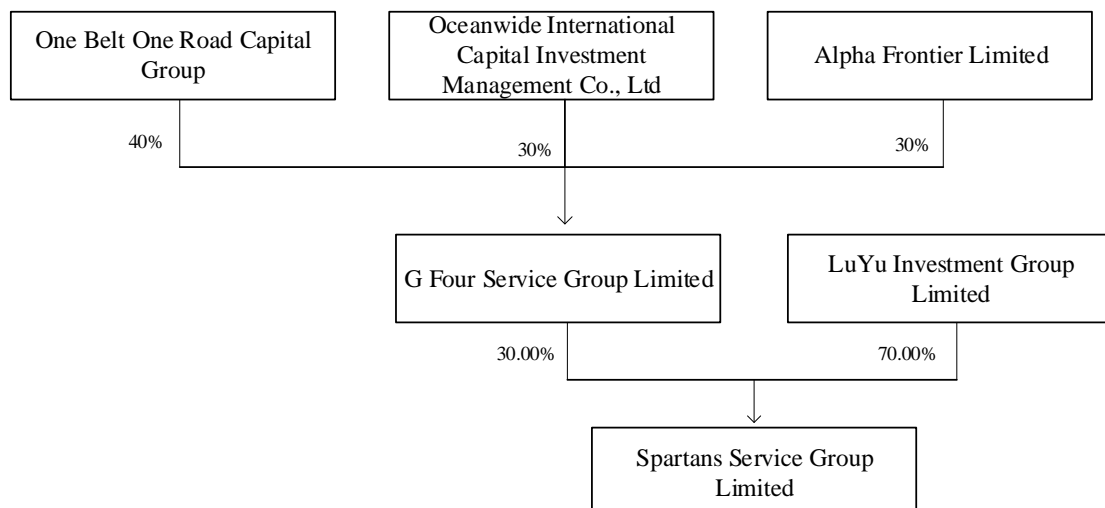 One Belt One Road Capital
Group
Oceanwide International
Capital Investment
Management Co., Ltd
Alpha Frontier Limited
40%
30%
30%
G Four Service Group Limited
LuYu Investment Group
Limited
30.00%
70.00%
Spartans Service Group
Limited